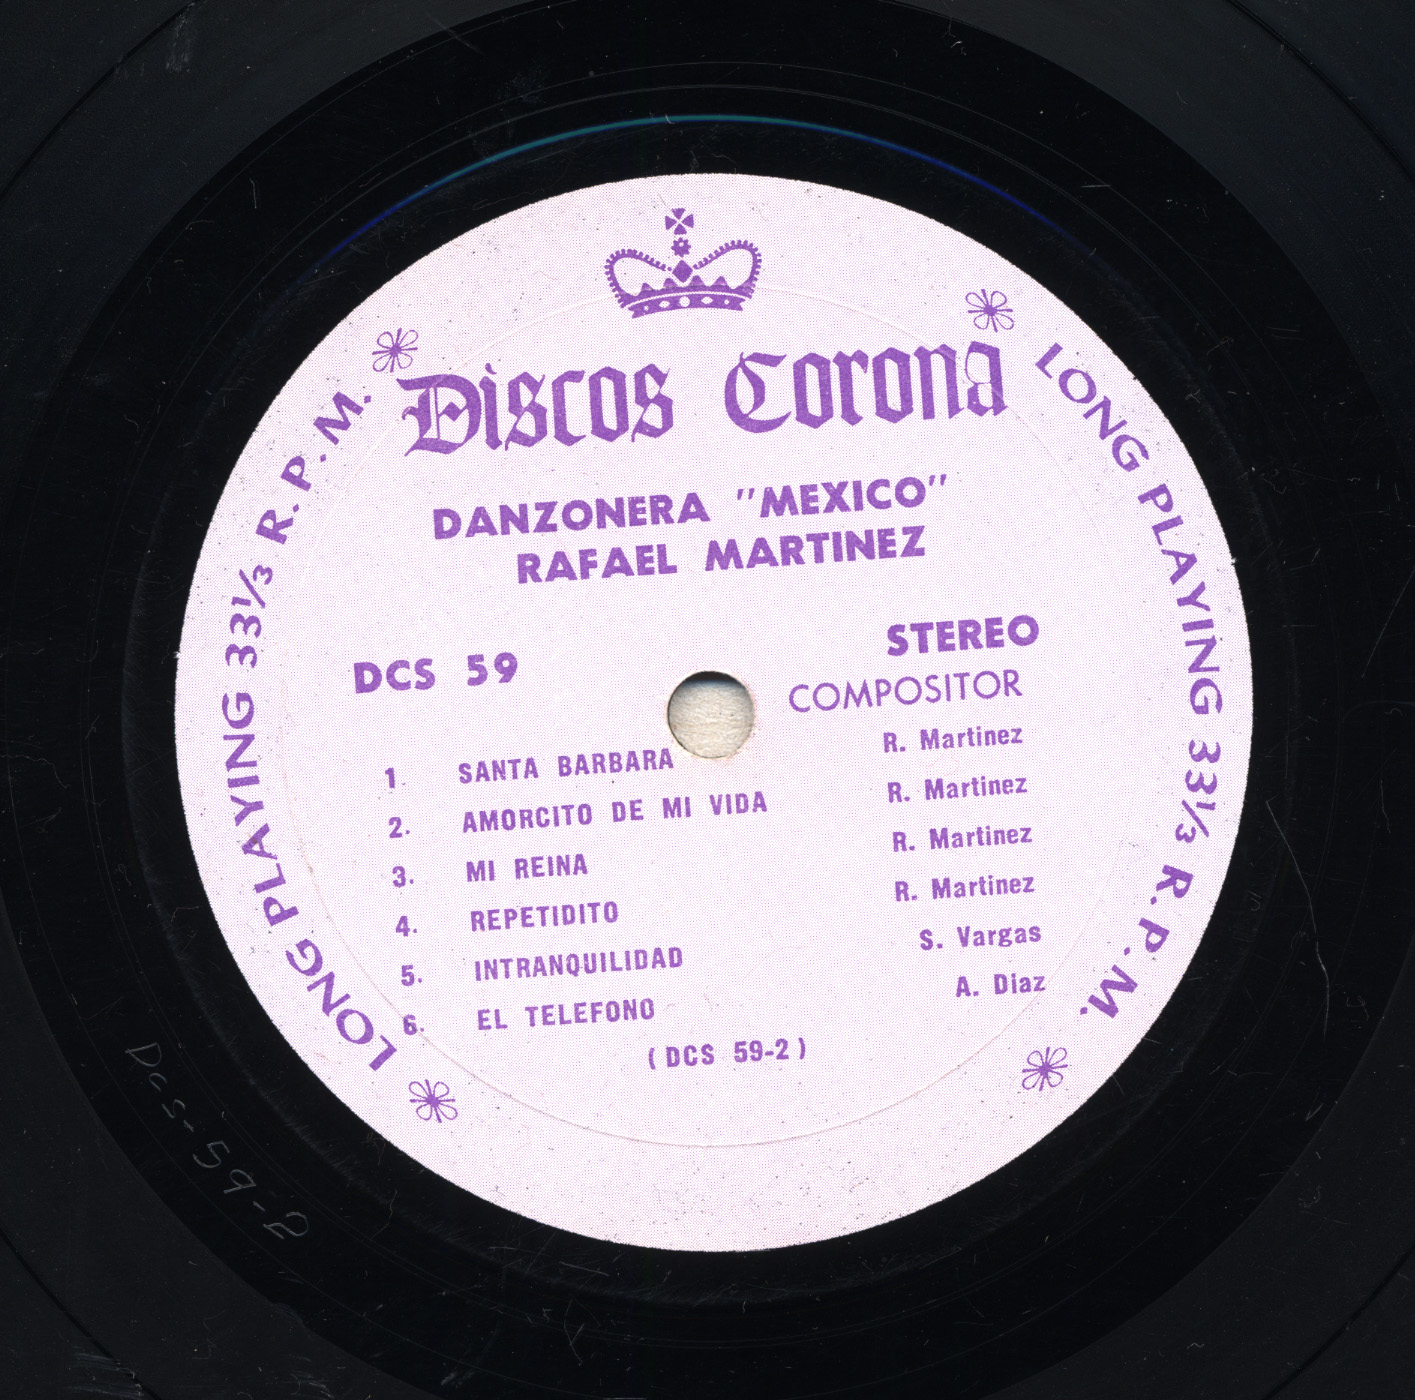 Discos Corona
DANZONERA "MEXICO"
RAFAEL MARTINEZ
DCS 59
STEREO
COMPOSITOR
1. SANTA BARBARA R. Martinez
2. AMORCITO DE MI VIDA R. Martinez
3. MI REINA R. Martinez
4. REPETIDITO R. Martinez
5. INTRANQUILIDAD S. Vargas
6. EL TELEFONO A. Diaz
(DCS 59-2)
LONG PLAYING 33⅓ R.P.M.
LONG PLAYING 33⅓ R.P.M.
DCS-59-2